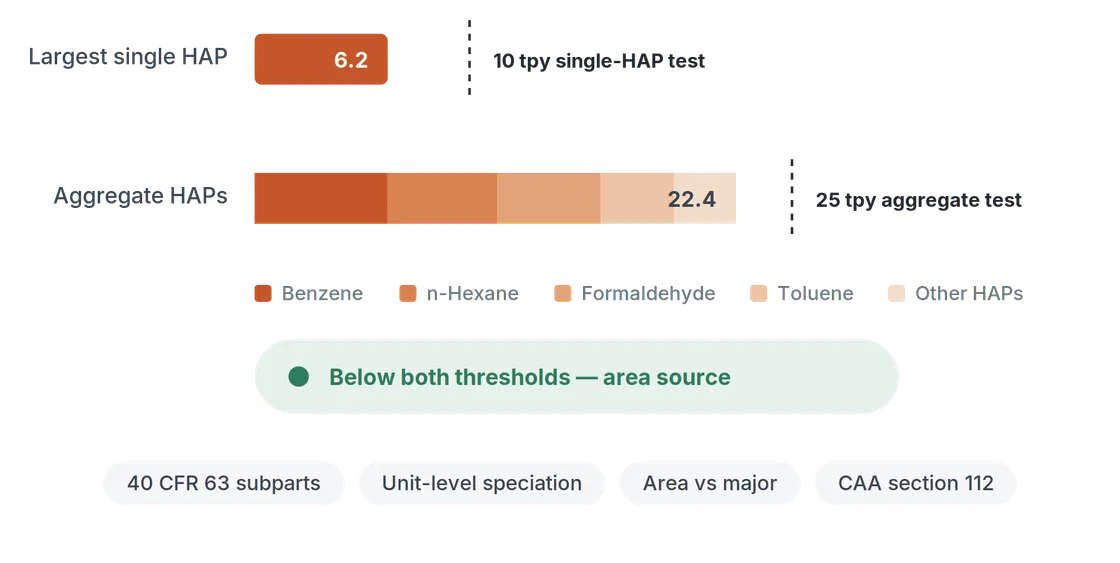 Largest single HAP
6.2
10 tpy single-HAP test
Aggregate HAPs
22.4
25 tpy aggregate test
Benzene
n-Hexane
Formaldehyde
Toluene
Other HAPs
Below both thresholds — area source
40 CFR 63 subparts
Unit-level speciation
Area vs major
CAA section 112